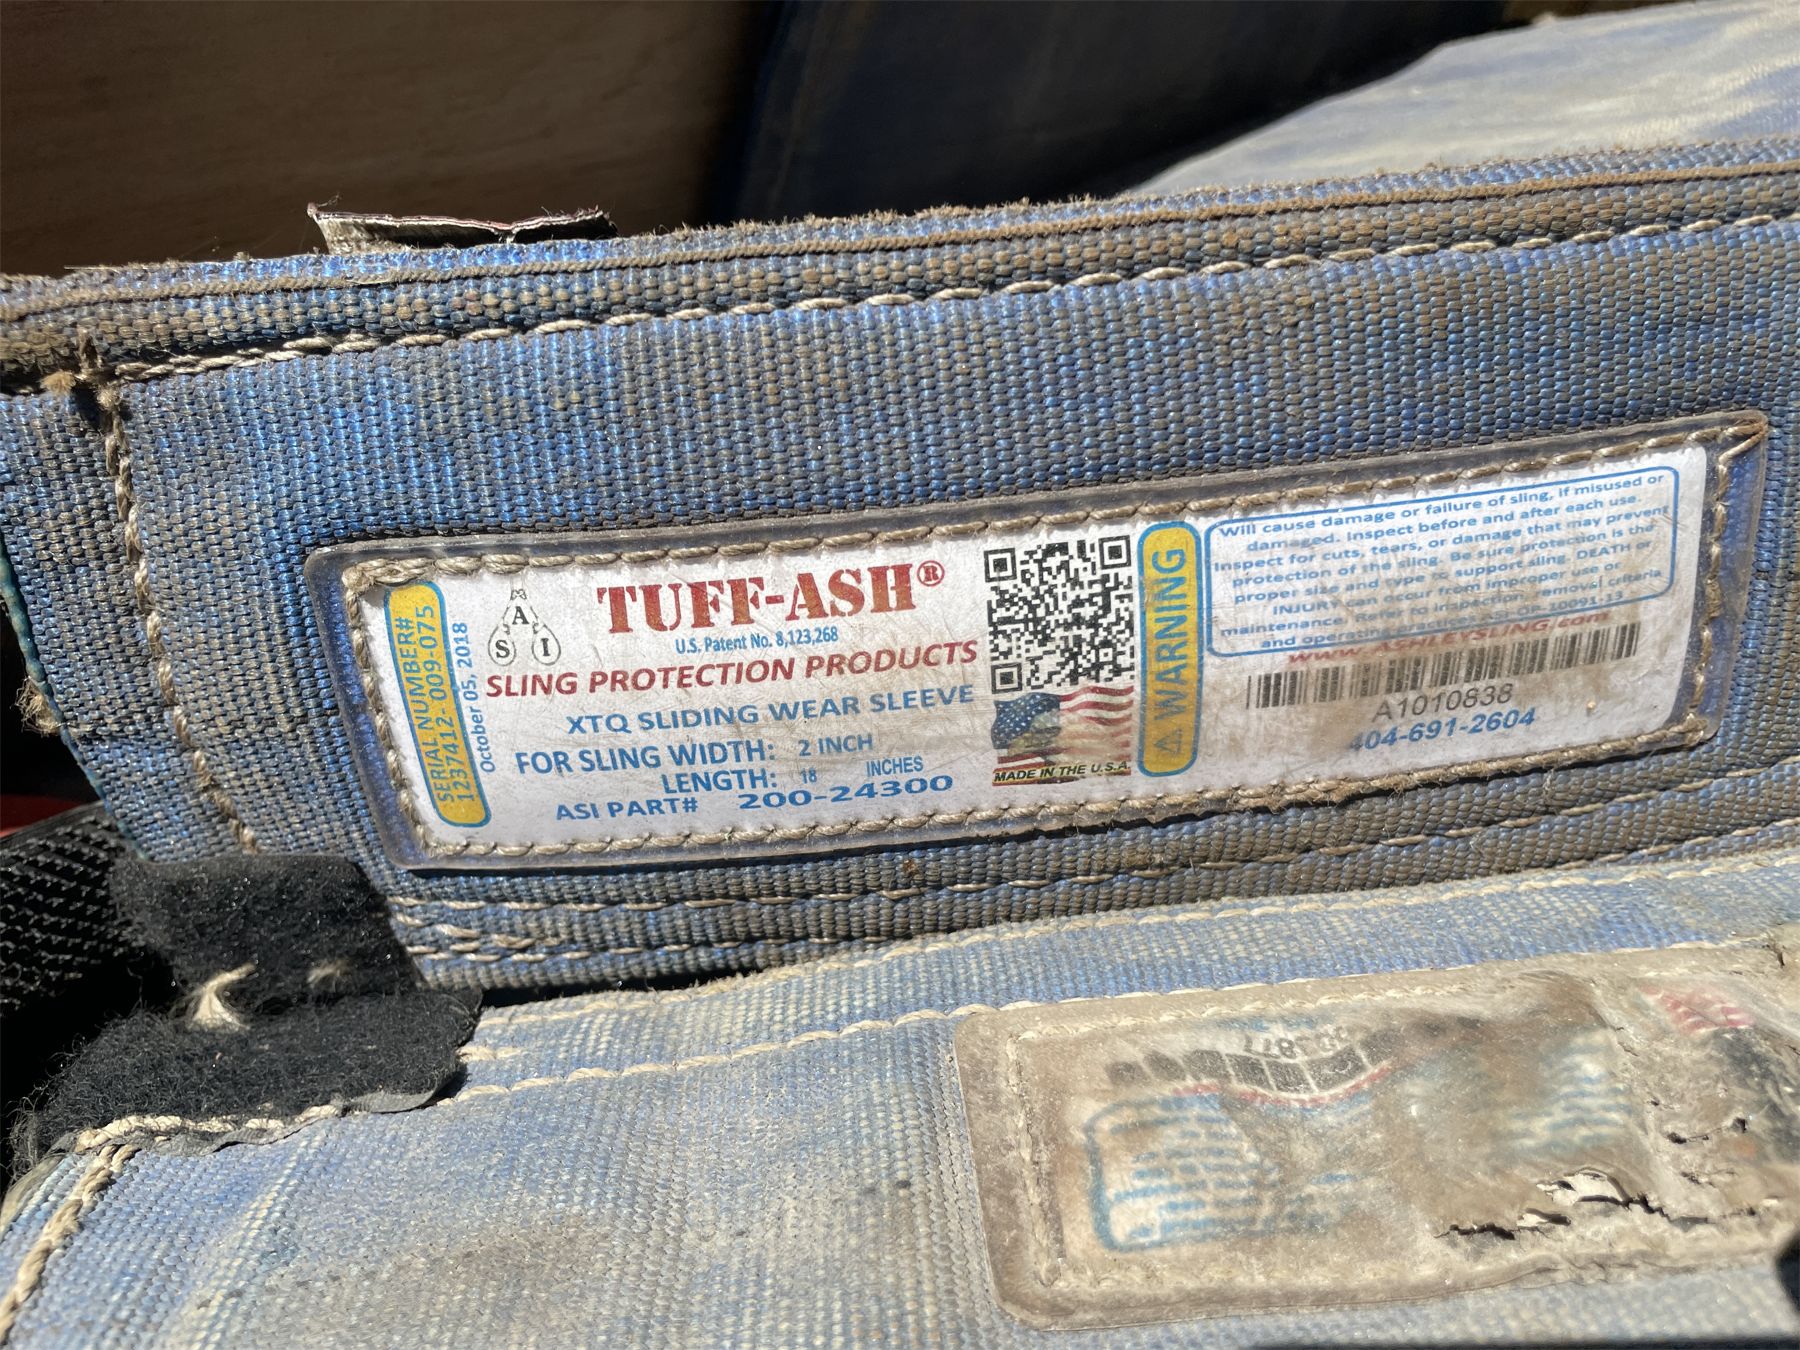 SERIAL NUMBER#
1237412-009-075
October 05, 2018
A
S I
TUFF-ASH®
U.S. Patent No. 8,123,268
SLING PROTECTION PRODUCTS
XTQ SLIDING WEAR SLEEVE
FOR SLING WIDTH: 2 INCH
LENGTH: 18 INCHES
ASI PART# 200-24300
MADE IN THE U.S.A.
⚠ WARNING
Will cause damage or failure of sling, if misused or
damaged. Inspect before and after each use.
Inspect for cuts, tears, or damage that may prevent
protection of the sling. Be sure protection is the
proper size and type to support sling. DEATH or
INJURY can occur from improper use or
maintenance. Refer to inspection, removal criteria
and operating practices
www.ASHLEYSLING.com
A1010838
404-691-2604